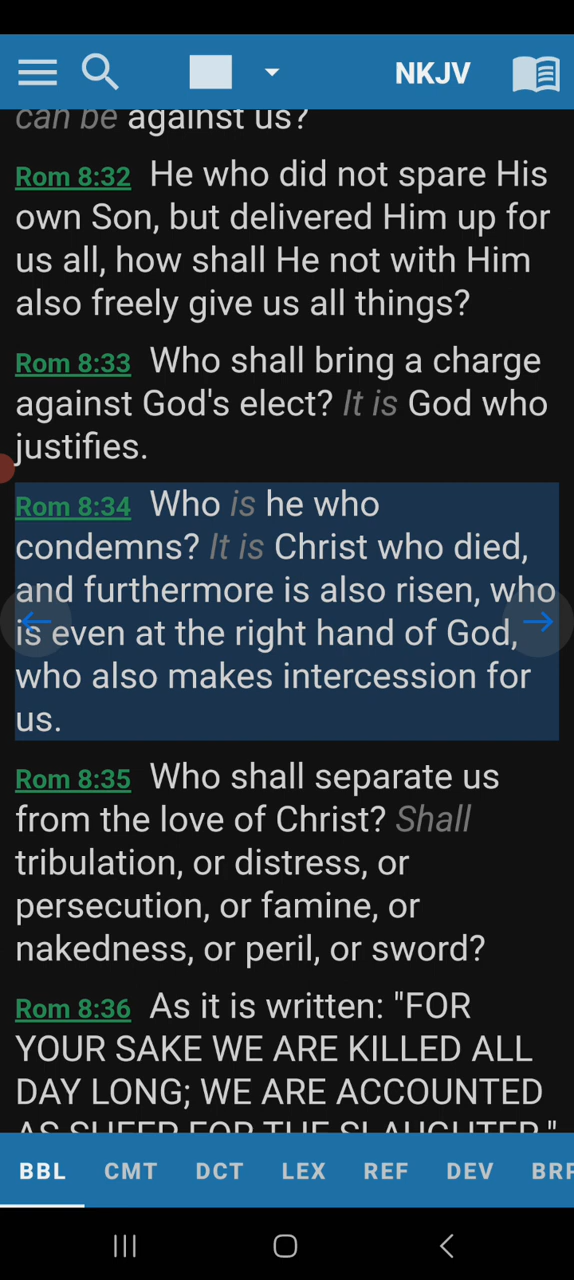 NKJV
can be against us?
Rom 8:32 He who did not spare His
own Son, but delivered Him up for
us all, how shall He not with Him
also freely give us all things?
Rom 8:33 Who shall bring a charge
against God's elect? It is God who
justifies.
Rom 8:34 Who is he who
condemns? It is Christ who died,
and furthermore is also risen, who
is even at the right hand of God,
who also makes intercession for
us.
Rom 8:35 Who shall separate us
from the love of Christ? Shall
tribulation, or distress, or
persecution, or famine, or
nakedness, or peril, or sword?
Rom 8:36 As it is written: "FOR
YOUR SAKE WE ARE KILLED ALL
DAY LONG; WE ARE ACCOUNTED
AS SHEEP FOR THE SLAUGHTER."
BBL CMT DCT LEX REF DEV BRP